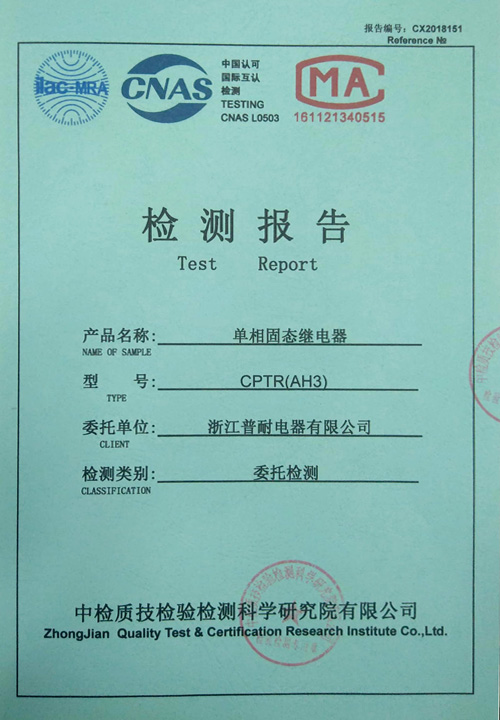 报告编号: CX2018151
Reference №
ilac-MRA
CNAS
中国认可
国际互认
检测
TESTING
CNAS L0503
MA
161121340515
检测报告
Test Report
产品名称: 单相固态继电器
NAME OF SAMPLE
型 号: CPTR(AH3)
TYPE
委托单位: 浙江普耐电器有限公司
CLIENT
检测类别: 委托检测
CLASSIFICATION
中检质技检验检测科学研究院有限公司
ZhongJian Quality Test & Certification Research Institute Co.,Ltd.